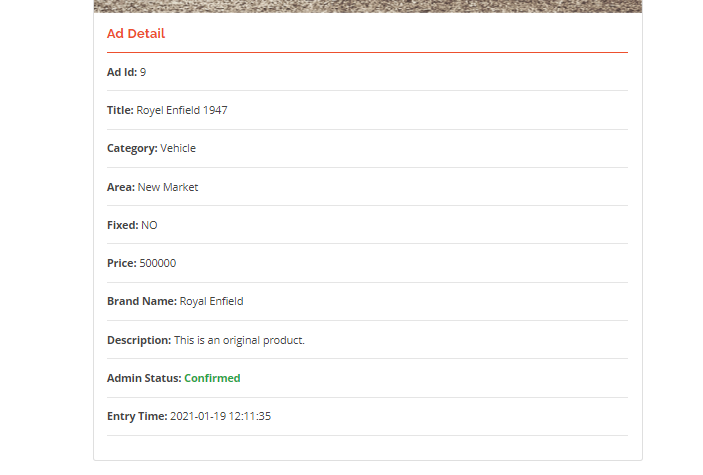 Ad Detail
Ad Id: 9
Title: Royel Enfield 1947
Category: Vehicle
Area: New Market
Fixed: NO
Price: 500000
Brand Name: Royal Enfield
Description: This is an original product.
Admin Status: Confirmed
Entry Time: 2021-01-19 12:11:35